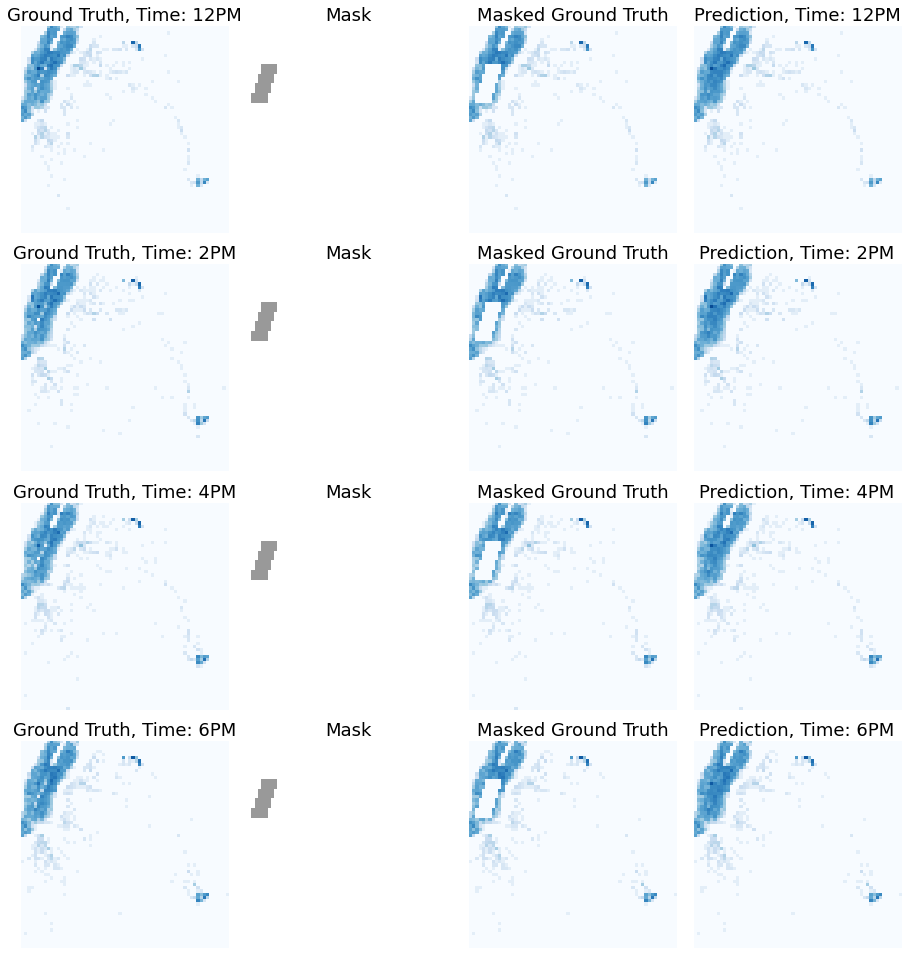 Ground Truth, Time: 12PM
Mask
Masked Ground Truth
Prediction, Time: 12PM
Ground Truth, Time: 2PM
Mask
Masked Ground Truth
Prediction, Time: 2PM
Ground Truth, Time: 4PM
Mask
Masked Ground Truth
Prediction, Time: 4PM
Ground Truth, Time: 6PM
Mask
Masked Ground Truth
Prediction, Time: 6PM